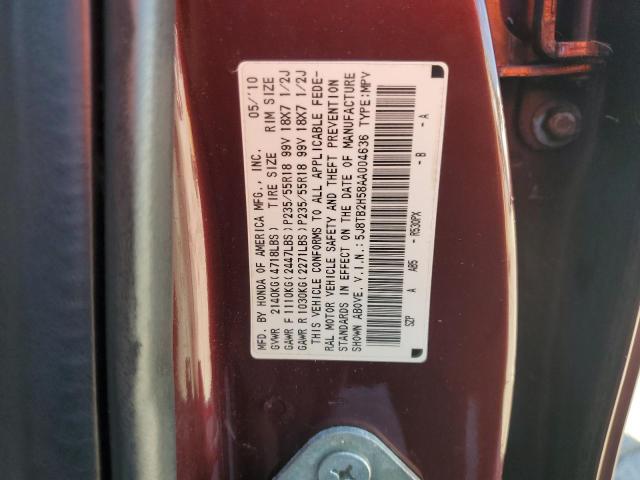 MFD. BY HONDA OF AMERICA MFG., INC. 05/'10
GVWR 2140KG(4718LBS) TIRE SIZE RIM SIZE
GAWR F 1110KG(2447LBS)P235/55R18 99V 18X7 1/2J
GAWR R 1030KG(2271LBS)P235/55R18 99V 18X7 1/2J
THIS VEHICLE CONFORMS TO ALL APPLICABLE FEDE-
RAL MOTOR VEHICLE SAFETY AND THEFT PREVENTION
STANDARDS IN EFFECT ON THE DATE OF MANUFACTURE
SHOWN ABOVE. V.I.N.: 5J8TB2H58AA004636 TYPE:MPV
SZP A AB5 - R530PX - B - A